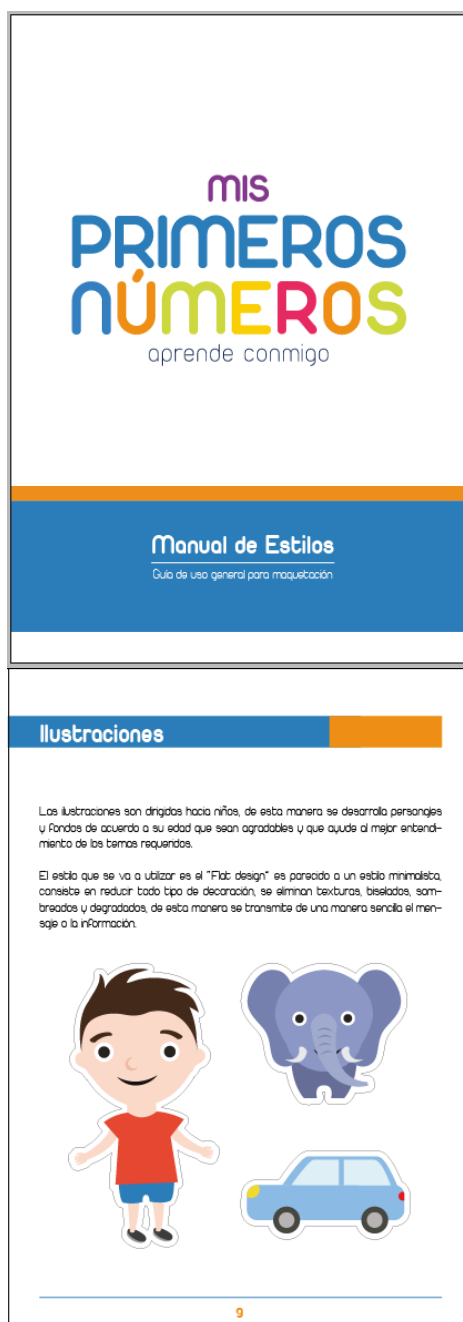 MIS
PRIMEROS
NÚMEROS
aprende conmigo
Manual de Estilos
Guía de uso general para maquetación
Ilustraciones
Las ilustraciones son dirigidas hacia niños, de esta manera se desarrolla personajes
y fondos de acuerdo a su edad que sean agradables y que ayude al mejor entendi-
miento de los temas requeridos.
El estilo que se va a utilizar es el "Flat design" es parecido a un estilo minimalista,
consiste en reducir todo tipo de decoración, se eliminan texturas, biselados, som-
breados y degradados, de esta manera se transmite de una manera sencilla el men-
saje o la información.
9